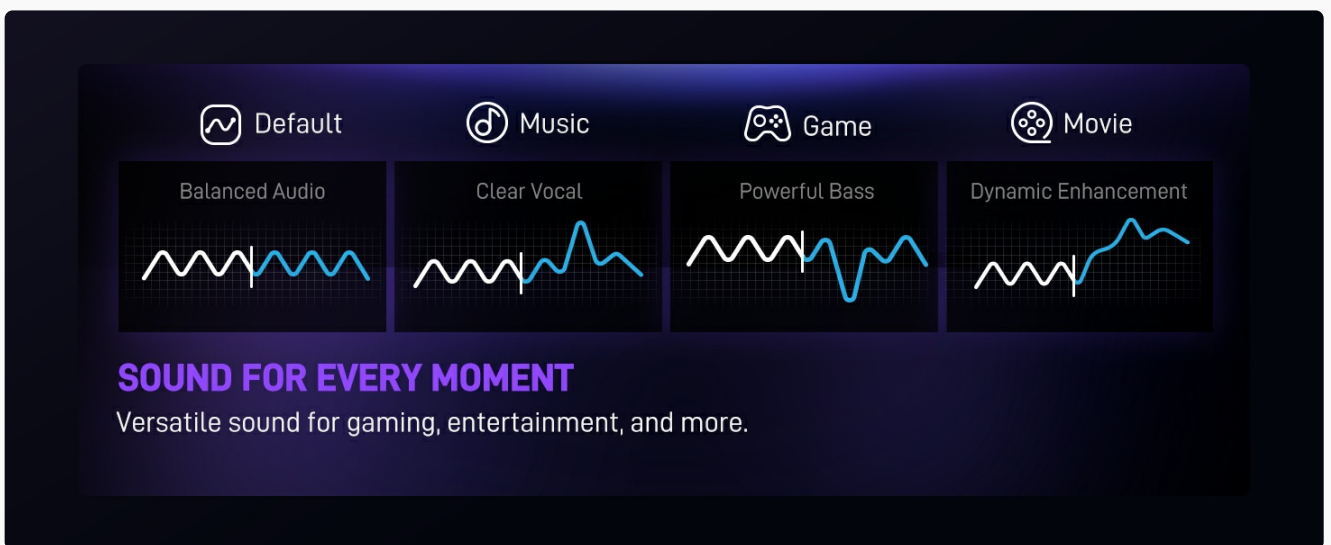 Default
Music
Game
Movie
Balanced Audio
Clear Vocal
Powerful Bass
Dynamic Enhancement
SOUND FOR EVERY MOMENT
Versatile sound for gaming, entertainment, and more.